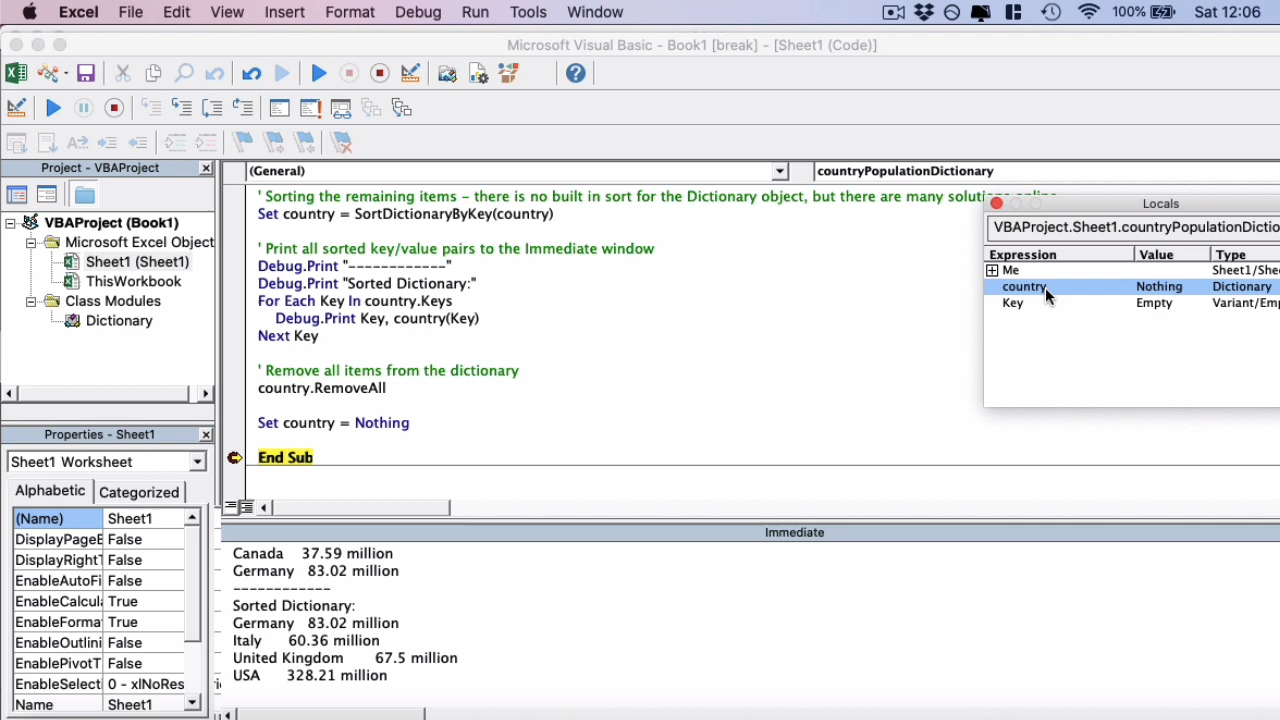 Excel File Edit View Insert Format Debug Run Tools Window 100% Sat 12:06
Microsoft Visual Basic - Book1 [break] - [Sheet1 (Code)]
Project - VBAProject
VBAProject (Book1)
Microsoft Excel Object
Sheet1 (Sheet1)
ThisWorkbook
Class Modules
Dictionary
Properties - Sheet1
Sheet1 Worksheet
Alphabetic Categorized
(Name) Sheet1
DisplayPageE False
DisplayRight False
EnableAutoFi False
EnableCalcul True
EnableForma True
EnableOutlini False
EnablePivotT False
EnableSelect 0 - xlNoRes
Name Sheet1
(General) countryPopulationDictionary
' Sorting the remaining items - there is no built in sort for the Dictionary object, but there are many solutions online
Set country = SortDictionaryByKey(country)
' Print all sorted key/value pairs to the Immediate window
Debug.Print "------------"
Debug.Print "Sorted Dictionary:"
For Each Key In country.Keys
Debug.Print Key, country(Key)
Next Key
' Remove all items from the dictionary
country.RemoveAll
Set country = Nothing
End Sub
Locals
VBAProject.Sheet1.countryPopulationDictio
Expression Value Type
Me Sheet1/She
country Nothing Dictionary
Key Empty Variant/Emp
Immediate
Canada 37.59 million
Germany 83.02 million
------------
Sorted Dictionary:
Germany 83.02 million
Italy 60.36 million
United Kingdom 67.5 million
USA 328.21 million